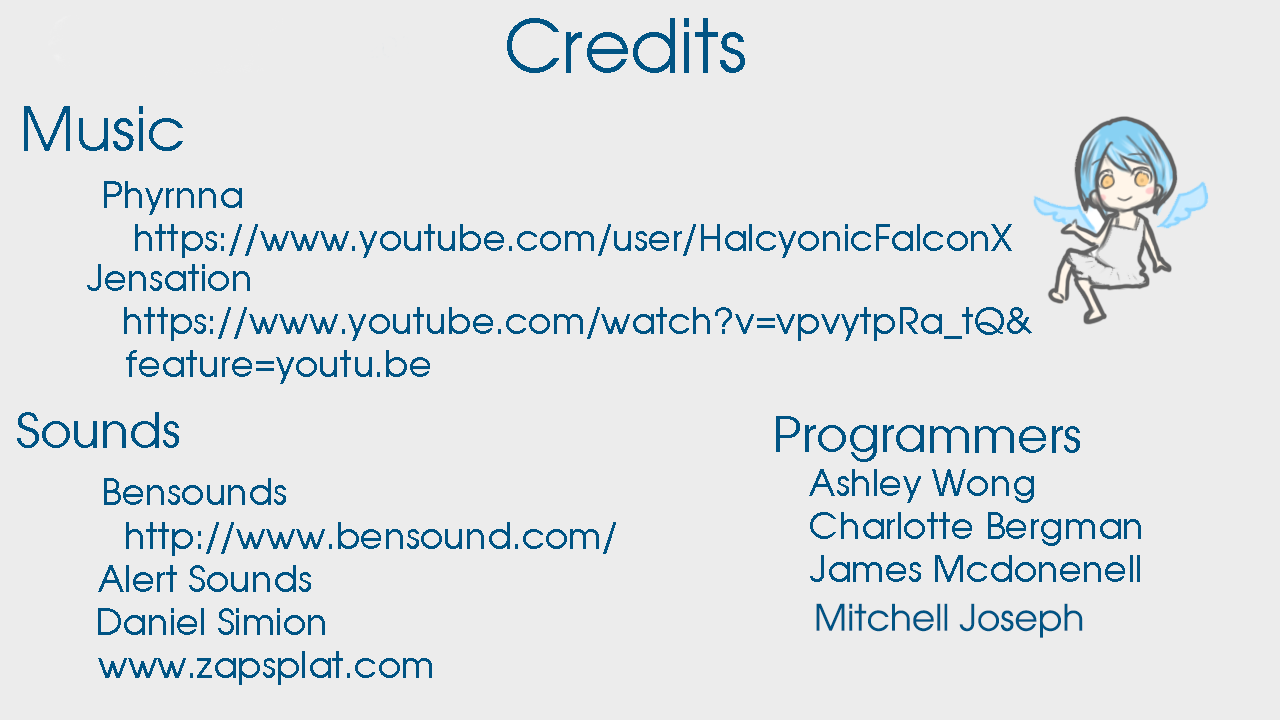 Credits
Music
Phyrnna
https://www.youtube.com/user/HalcyonicFalconX
Jensation
https://www.youtube.com/watch?v=vpvytpRa_tQ&
feature=youtu.be
Sounds
Bensounds
http://www.bensound.com/
Alert Sounds
Daniel Simion
www.zapsplat.com
Programmers
Ashley Wong
Charlotte Bergman
James Mcdonenell
Mitchell Joseph